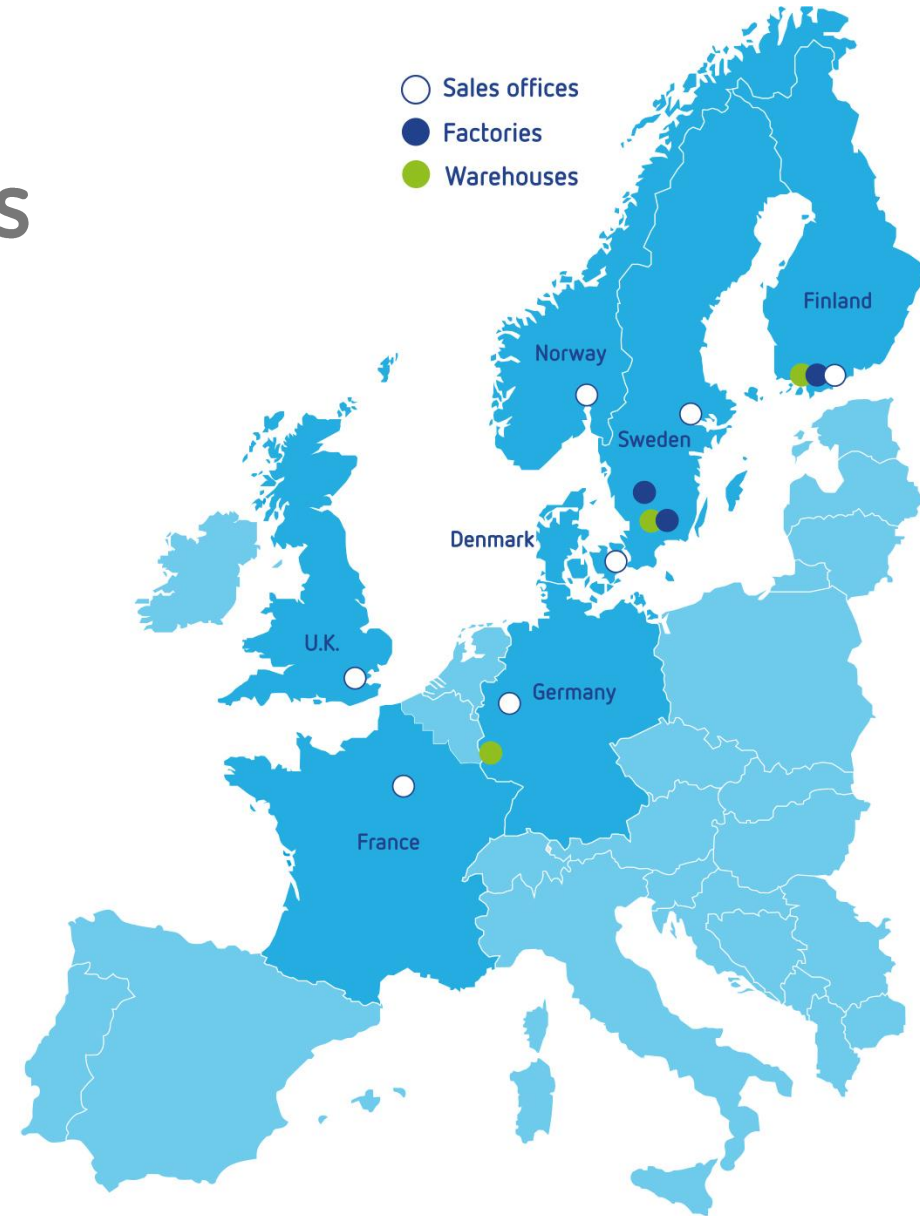 Sales offices
Factories
Warehouses
s
Finland
Norway
Sweden
Denmark
U.K.
Germany
France